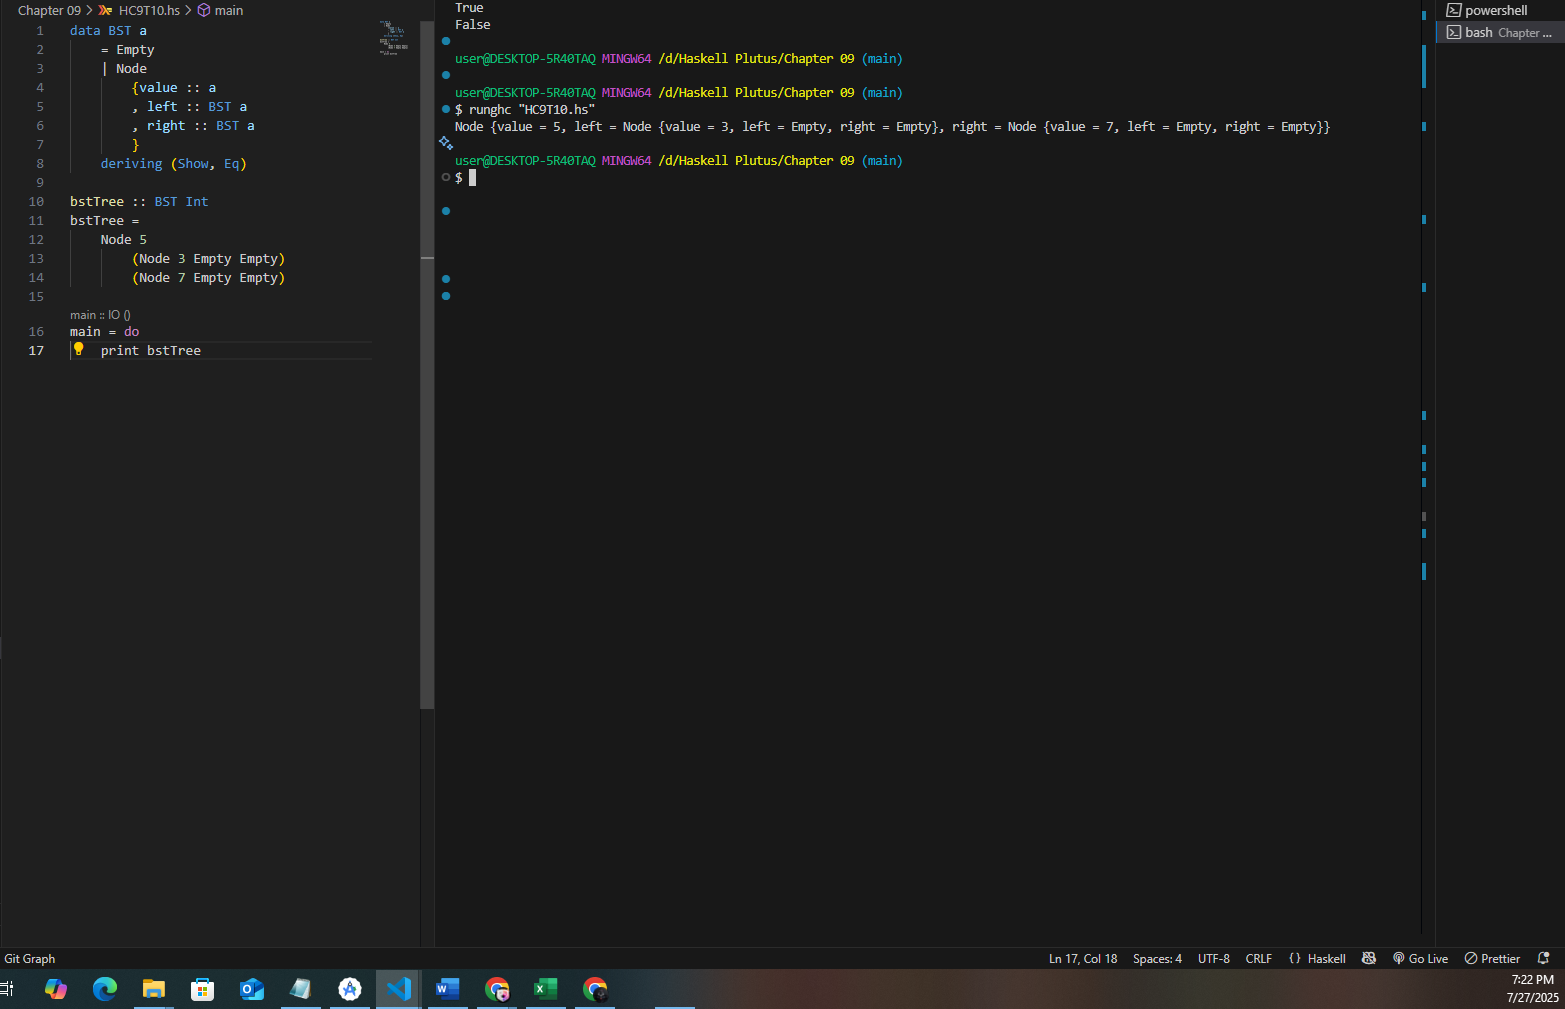 Chapter 09 > HC9T10.hs > main
1 data BST a
2     = Empty
3     | Node
4         {value :: a
5         , left :: BST a
6         , right :: BST a
7         }
8     deriving (Show, Eq)
9
10 bstTree :: BST Int
11 bstTree =
12     Node 5
13         (Node 3 Empty Empty)
14         (Node 7 Empty Empty)
15
main :: IO ()
16 main = do
17     print bstTree
True
False
user@DESKTOP-5R40TAQ MINGW64 /d/Haskell Plutus/Chapter 09 (main)
user@DESKTOP-5R40TAQ MINGW64 /d/Haskell Plutus/Chapter 09 (main)
$ runghc "HC9T10.hs"
Node {value = 5, left = Node {value = 3, left = Empty, right = Empty}, right = Node {value = 7, left = Empty, right = Empty}}
user@DESKTOP-5R40TAQ MINGW64 /d/Haskell Plutus/Chapter 09 (main)
$
powershell
bash Chapter ...
Git Graph
Ln 17, Col 18 Spaces: 4 UTF-8 CRLF {} Haskell Go Live Prettier
7:22 PM
7/27/2025